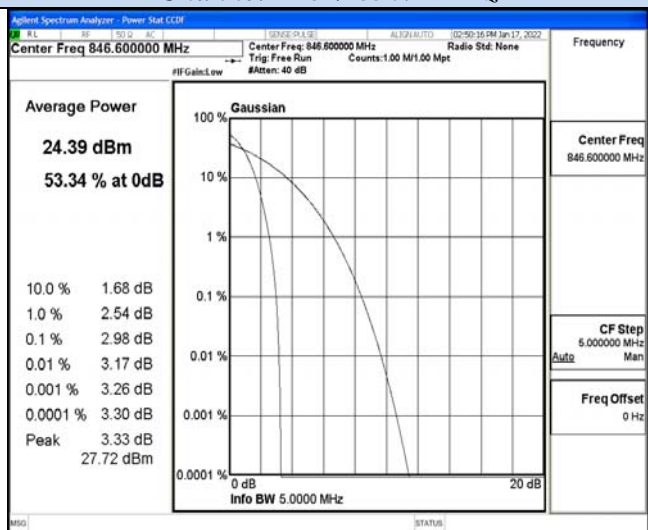 Agilent Spectrum Analyzer - Power Stat CCDF
RL RF 50 Ω AC SENSE:PULSE ALIGN AUTO 02:50:16 PM Jan 17, 2022
Center Freq 846.600000 MHz
Center Freq: 846.600000 MHz Radio Std: None
Trig: Free Run Counts:1.00 M/1.00 Mpt
#IFGain:Low #Atten: 40 dB
Frequency
Average Power
24.39 dBm
53.34 % at 0dB
10.0 % 1.68 dB
1.0 % 2.54 dB
0.1 % 2.98 dB
0.01 % 3.17 dB
0.001 % 3.26 dB
0.0001 % 3.30 dB
Peak 3.33 dB
27.72 dBm
Gaussian
100 %
10 %
1 %
0.1 %
0.01 %
0.001 %
0.0001 %
0 dB 20 dB
Info BW 5.0000 MHz
Center Freq
846.600000 MHz
CF Step
5.000000 MHz
Auto Man
Freq Offset
0 Hz
MSG STATUS